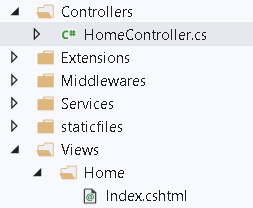 Controllers
C# HomeController.cs
Extensions
Middlewares
Services
staticfiles
Views
Home
Index.cshtml